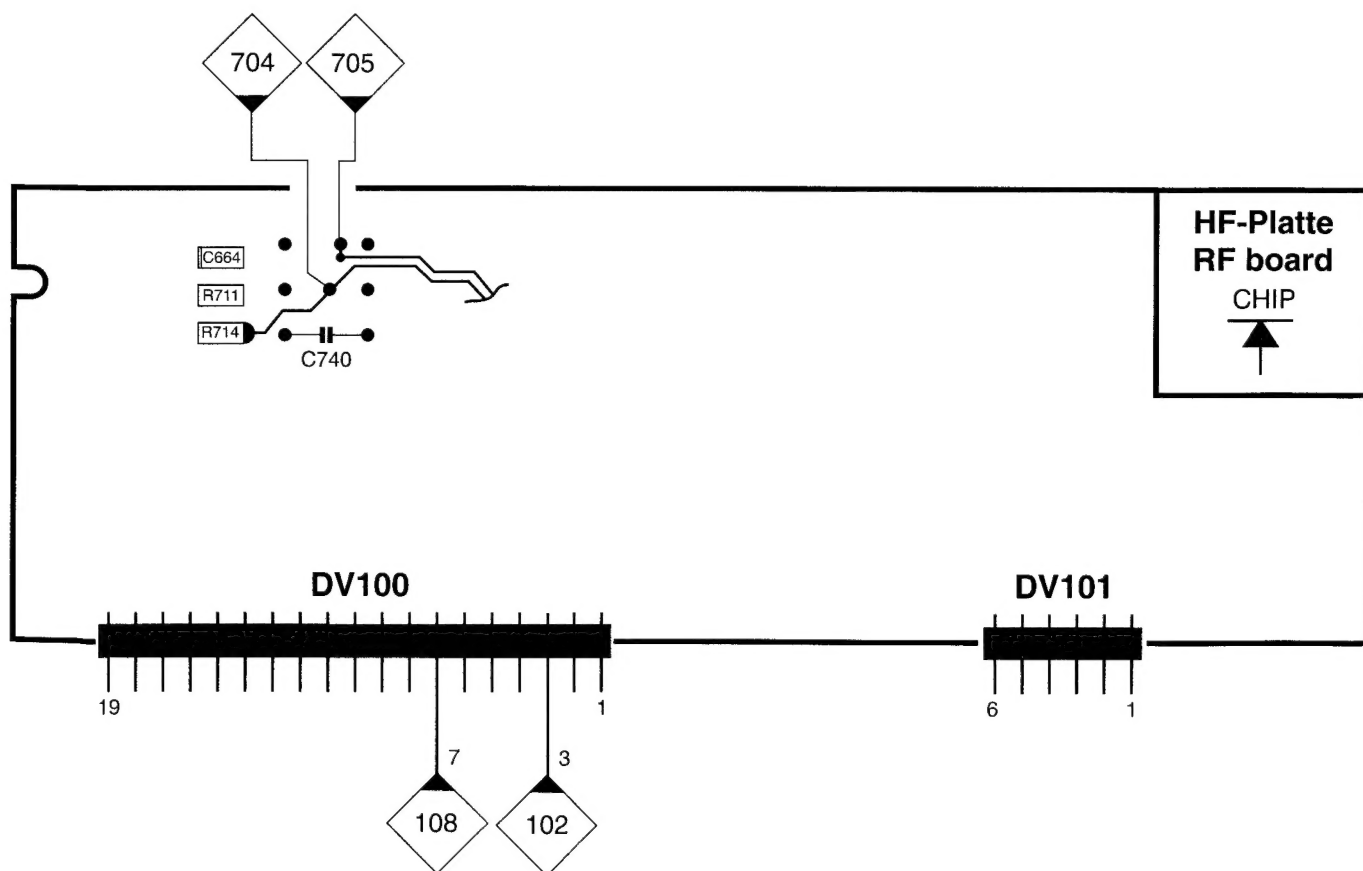 704 705
HF-Platte
RF board
CHIP
C664
R711
R714
C740
DV100 DV101
19 1 6 1
7 3
108 102